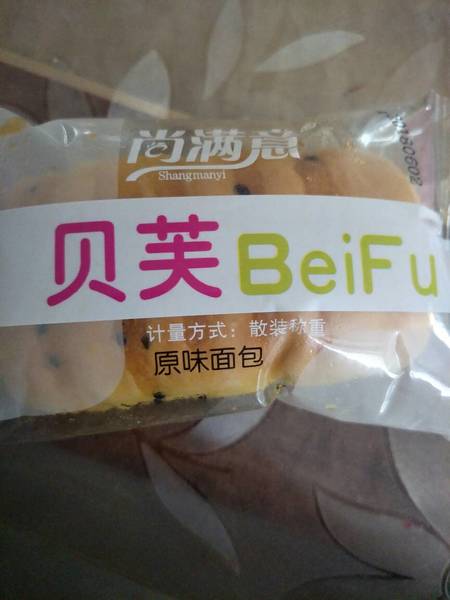 尚满意
Shangmanyi
20180605
贝芙BeiFu
计量方式：散装称重
原味面包